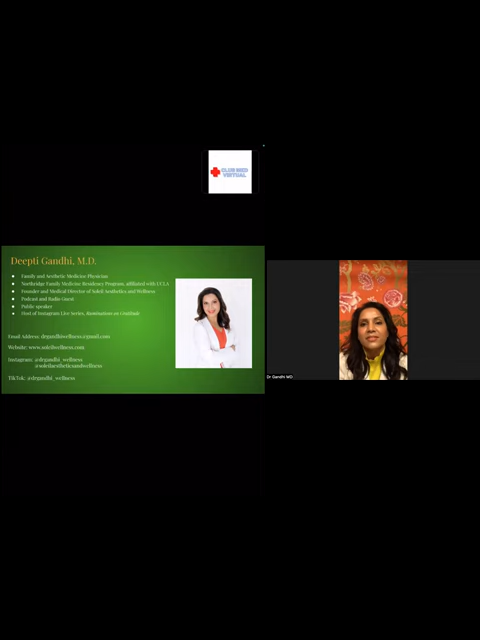 CLUB MED
VIRTUAL
Deepti Gandhi, M.D.
● Family and Aesthetic Medicine Physician
● Northridge Family Medicine Residency Program, affiliated with UCLA
● Founder and Medical Director of Soleil Aesthetics and Wellness
● Podcast and Radio Guest
● Public speaker
● Host of Instagram Live Series, Ruminations on Gratitude
Email Address: drgandhiwellness@gmail.com
Website: www.soleilwellness.com
Instagram: @drgandhi_wellness
@soleilaestheticsandwellness
TikTok: @drgandhi_wellness
Dr Gandhi MD